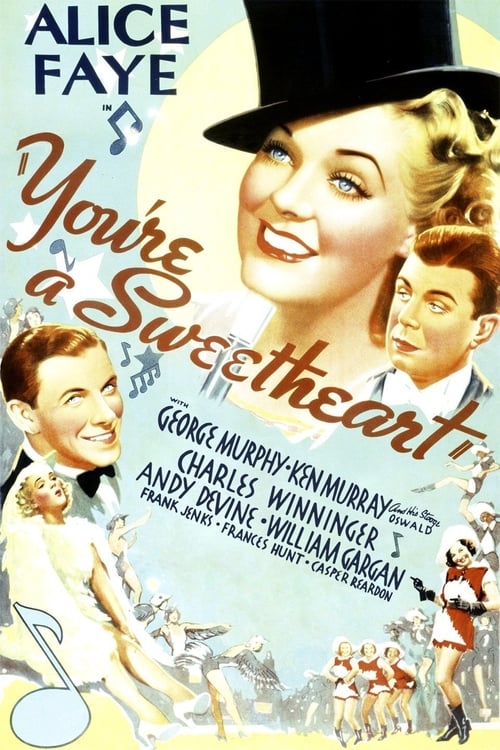 ALICE
FAYE
IN
"You're
a Sweetheart"
WITH
GEORGE MURPHY · KEN MURRAY And His Stooge OSWALD
CHARLES WINNINGER
ANDY DEVINE · WILLIAM GARGAN
FRANK JENKS · FRANCES HUNT · CASPER REARDON